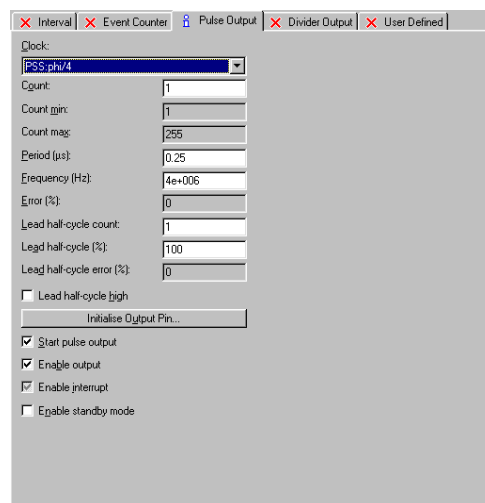 Interval Event Counter Pulse Output Divider Output User Defined
Clock:
PSS:phi/4
Count: 1
Count min: 1
Count max: 255
Period (µs): 0.25
Frequency (Hz): 4e+006
Error (%): 0
Lead half-cycle count: 1
Lead half-cycle (%): 100
Lead half-cycle error (%): 0
Lead half-cycle high
Initialise Output Pin...
Start pulse output
Enable output
Enable interrupt
Enable standby mode